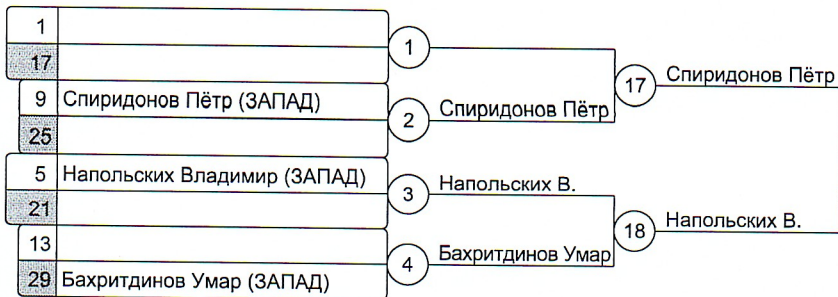 1
17
1
17
Спиридонов Пётр
9 Спиридонов Пётр (ЗАПАД)
25
2
Спиридонов Пётр
5 Напольских Владимир (ЗАПАД)
21
3
Напольских В.
18
Напольских В.
13
29 Бахритдинов Умар (ЗАПАД)
4
Бахритдинов Умар